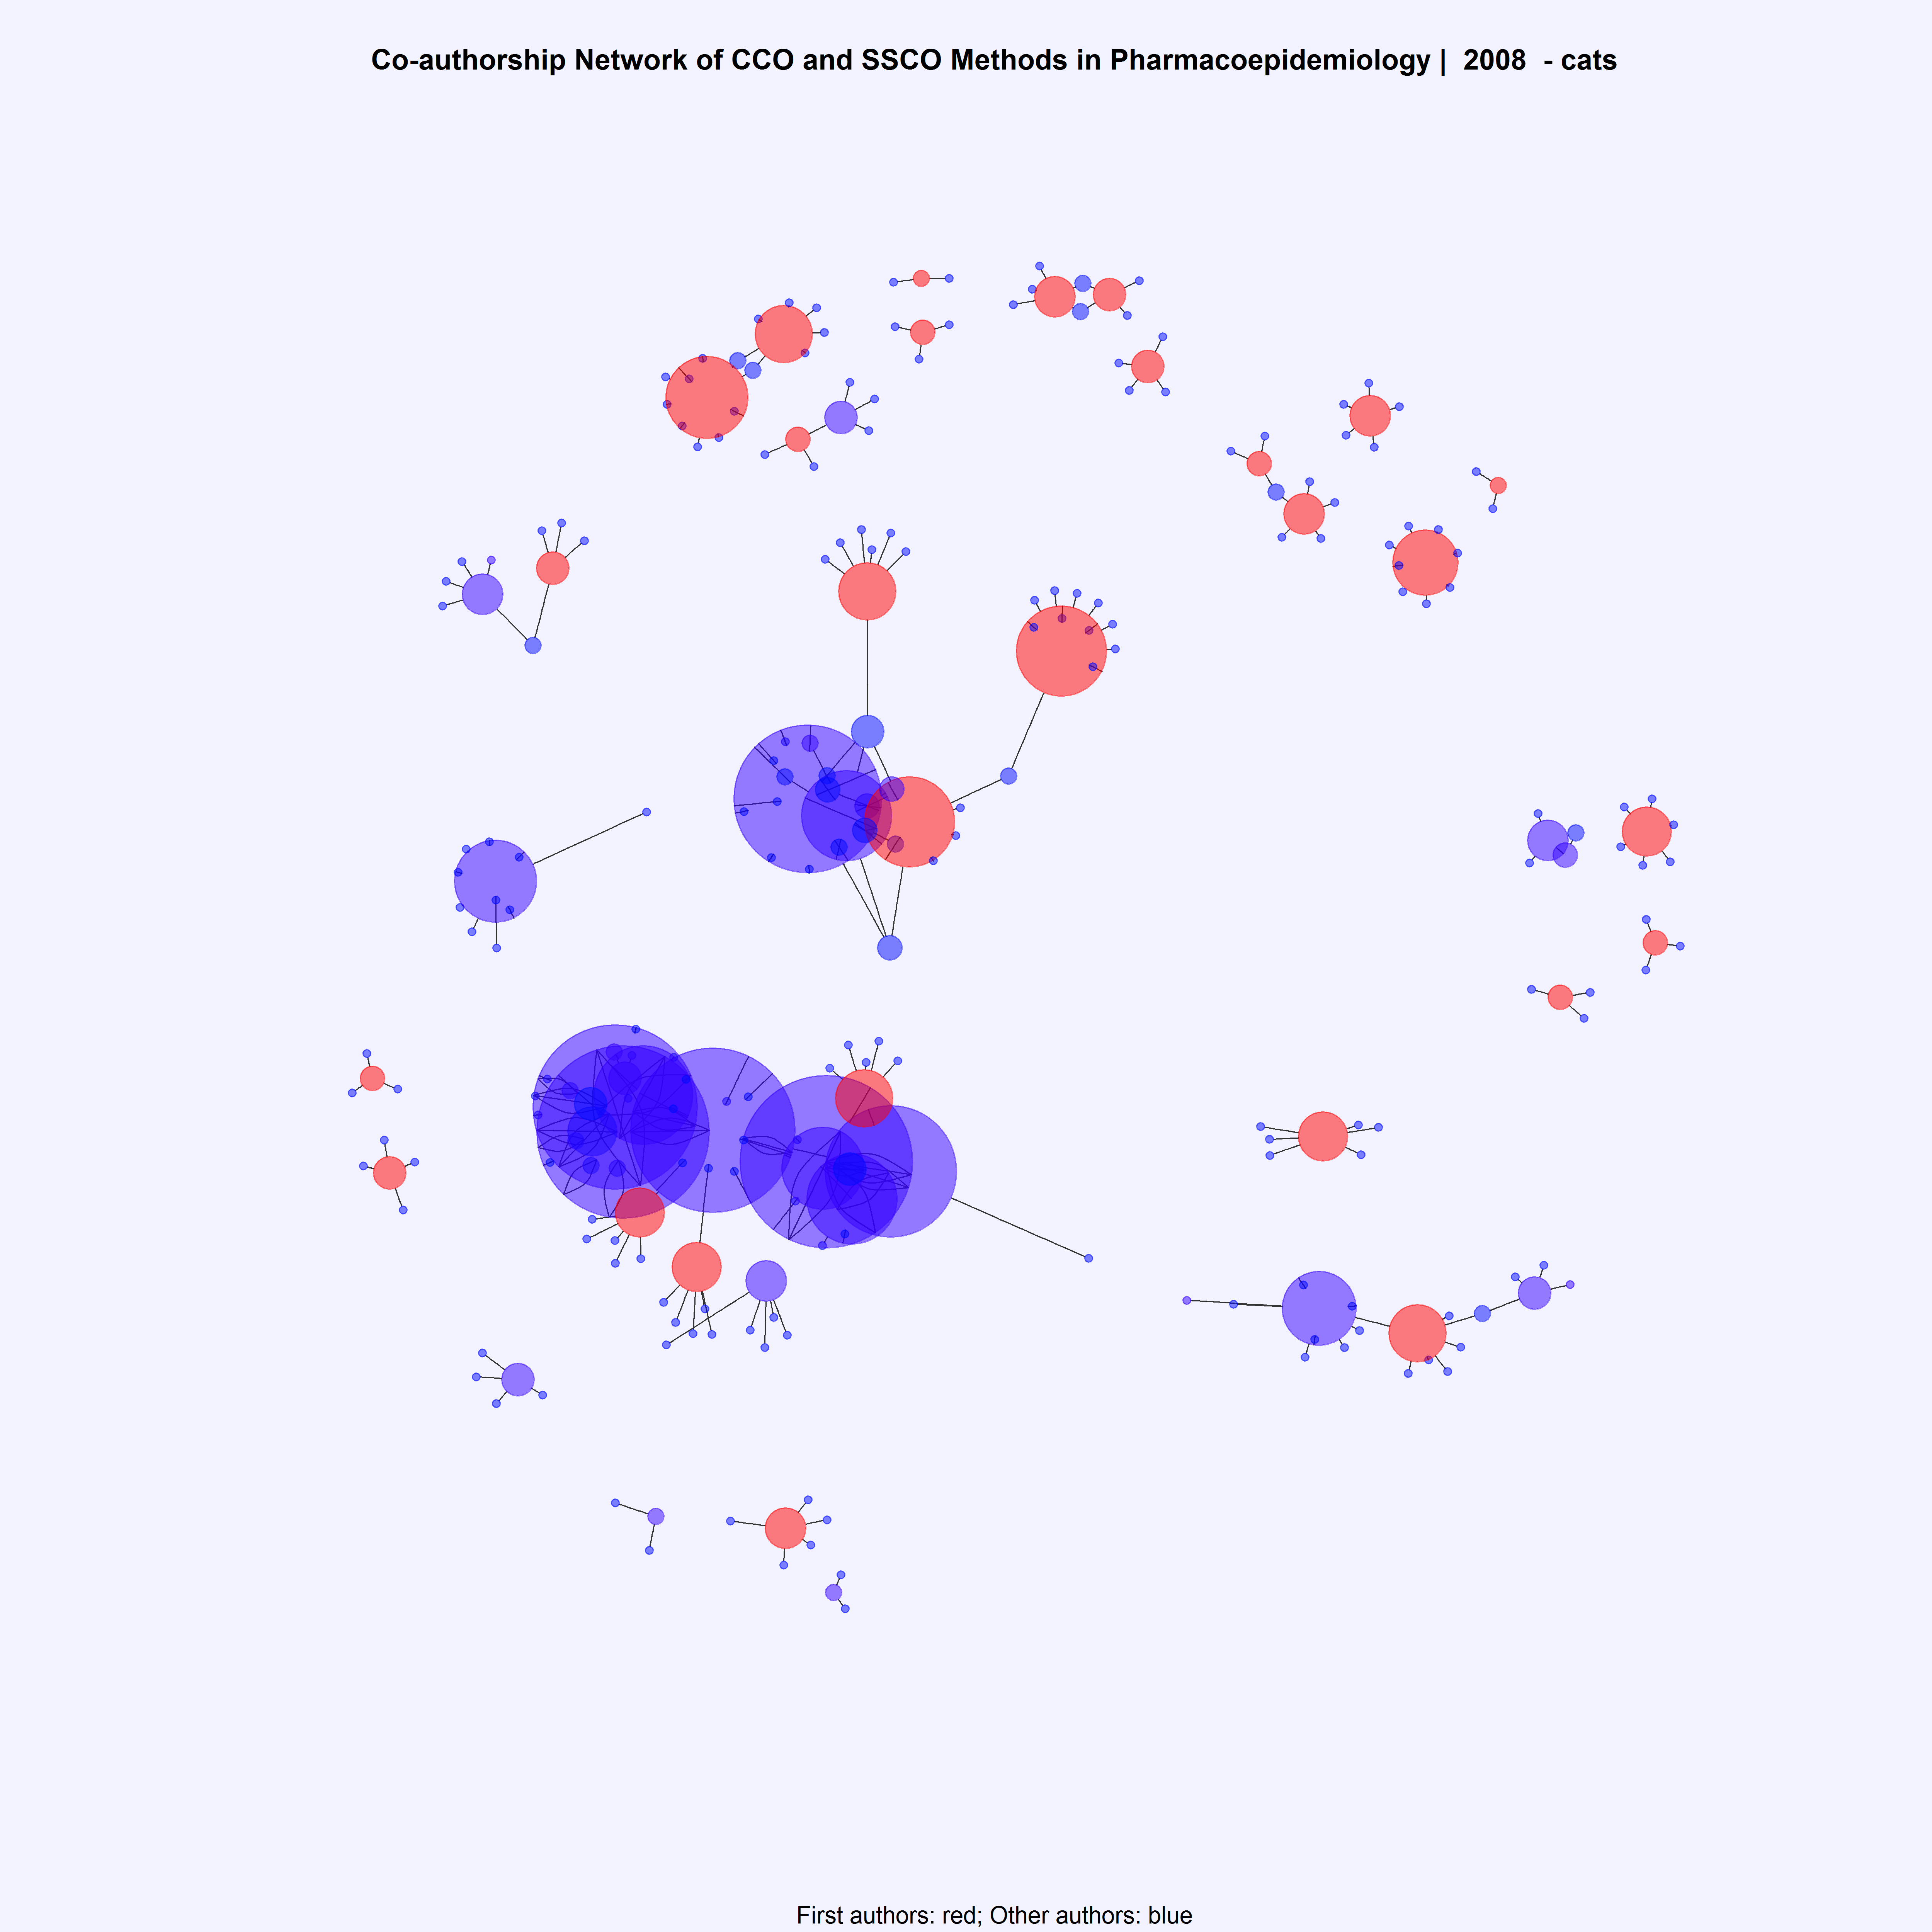 Co-authorship Network of CCO and SSCO Methods in Pharmacoepidemiology |  2008  - cats
First authors: red; Other authors: blue